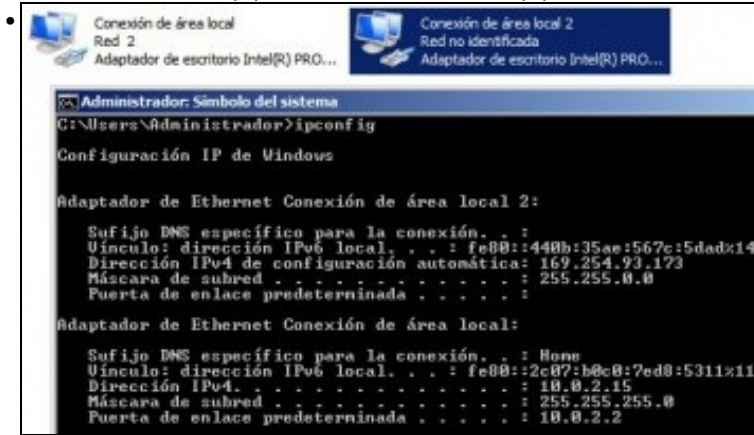 Conexión de área local
Red 2
Adaptador de escritorio Intel(R) PRO...
Conexión de área local 2
Red no identificada
Adaptador de escritorio Intel(R) PRO...
Administrador: Símbolo del sistema
C:\Users\Administrador>ipconfig
Configuración IP de Windows
Adaptador de Ethernet Conexión de área local 2:
Sufijo DNS específico para la conexión. . :
Vínculo: dirección IPv6 local. . . : fe80::440b:35ae:567c:5dad%14
Dirección IPv4 de configuración automática: 169.254.93.173
Máscara de subred . . . . . . . . . . . . : 255.255.0.0
Puerta de enlace predeterminada . . . . . :
Adaptador de Ethernet Conexión de área local:
Sufijo DNS específico para la conexión. . : Home
Vínculo: dirección IPv6 local. . . : fe80::2c07:b0c0:7ed8:5311%11
Dirección IPv4. . . . . . . . . . . . . . : 10.0.2.15
Máscara de subred . . . . . . . . . . . . : 255.255.255.0
Puerta de enlace predeterminada . . . . . : 10.0.2.2